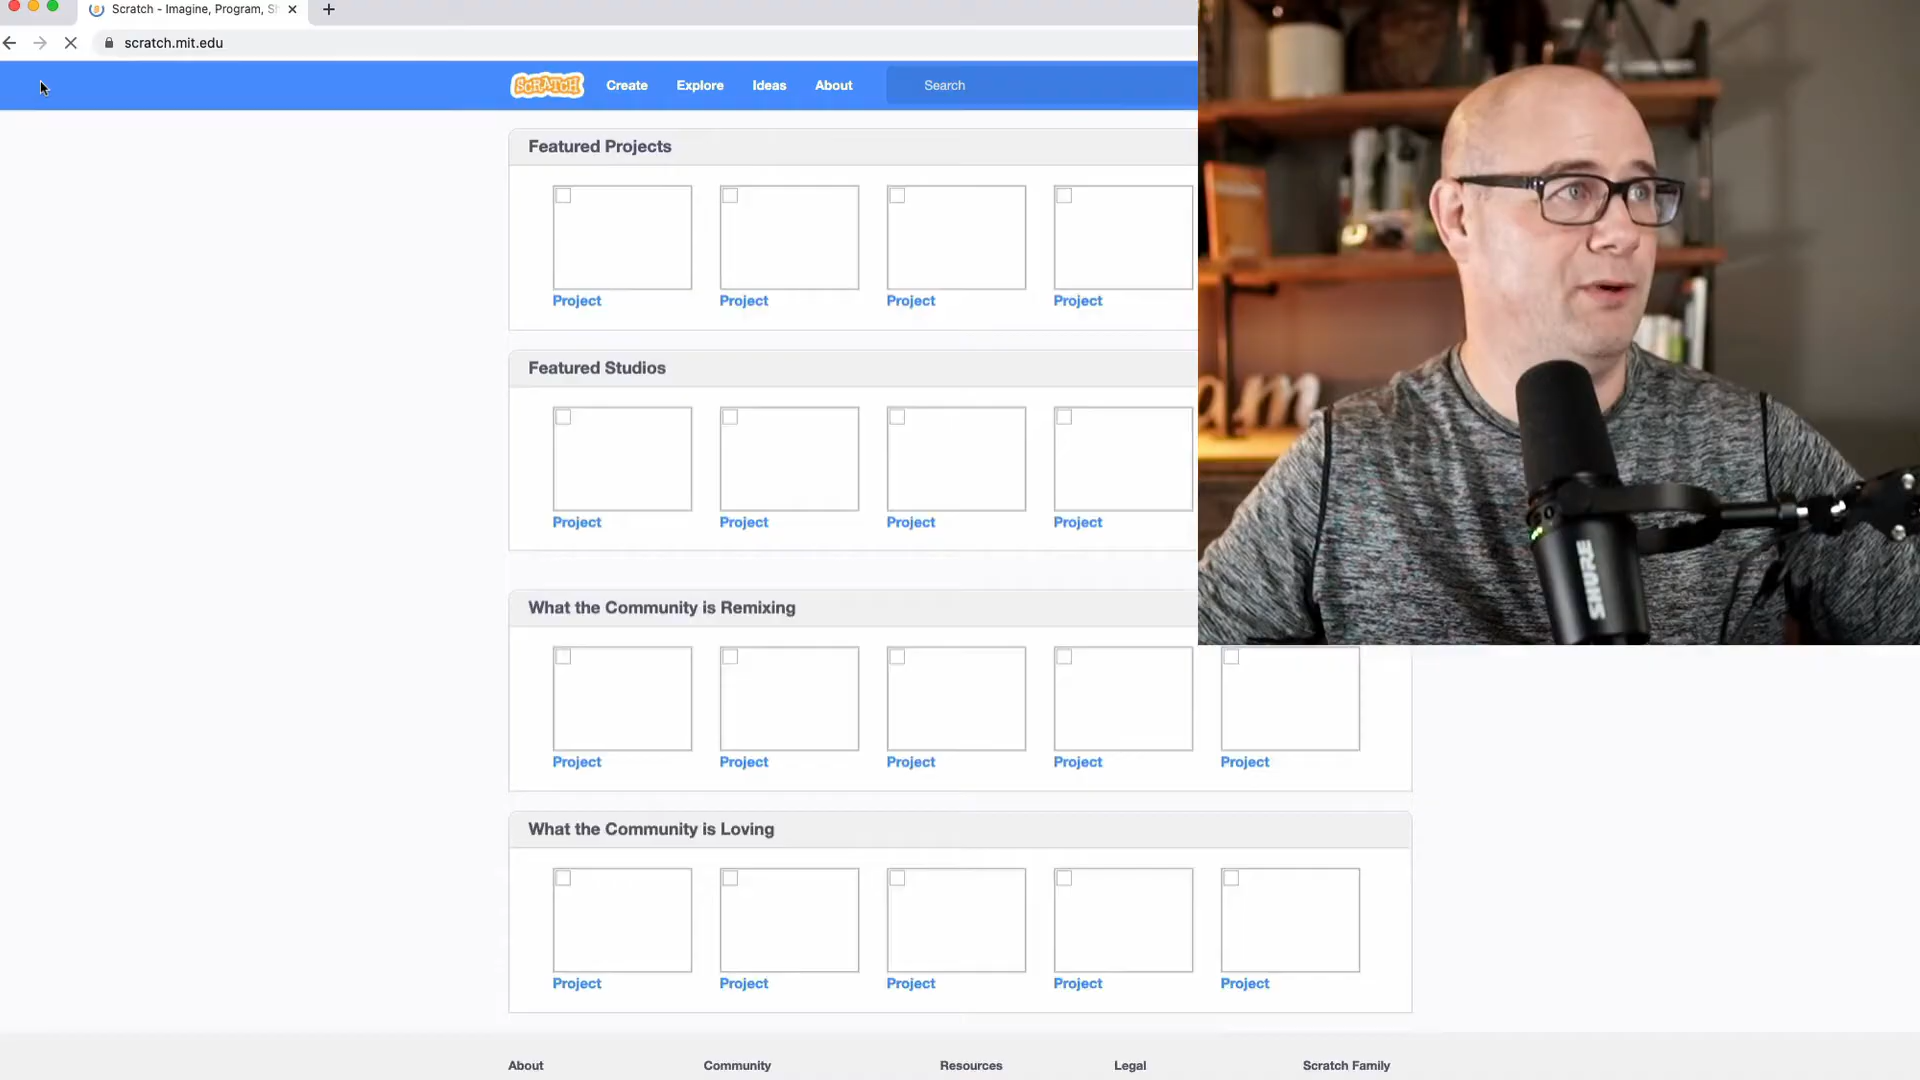 Scratch - Imagine, Program, S
scratch.mit.edu
SCRATCH Create Explore Ideas About Search
Featured Projects
Project Project Project Project
Featured Studios
Project Project Project Project
What the Community is Remixing
Project Project Project Project Project
What the Community is Loving
Project Project Project Project Project
About Community Resources Legal Scratch Family
am
SHURE